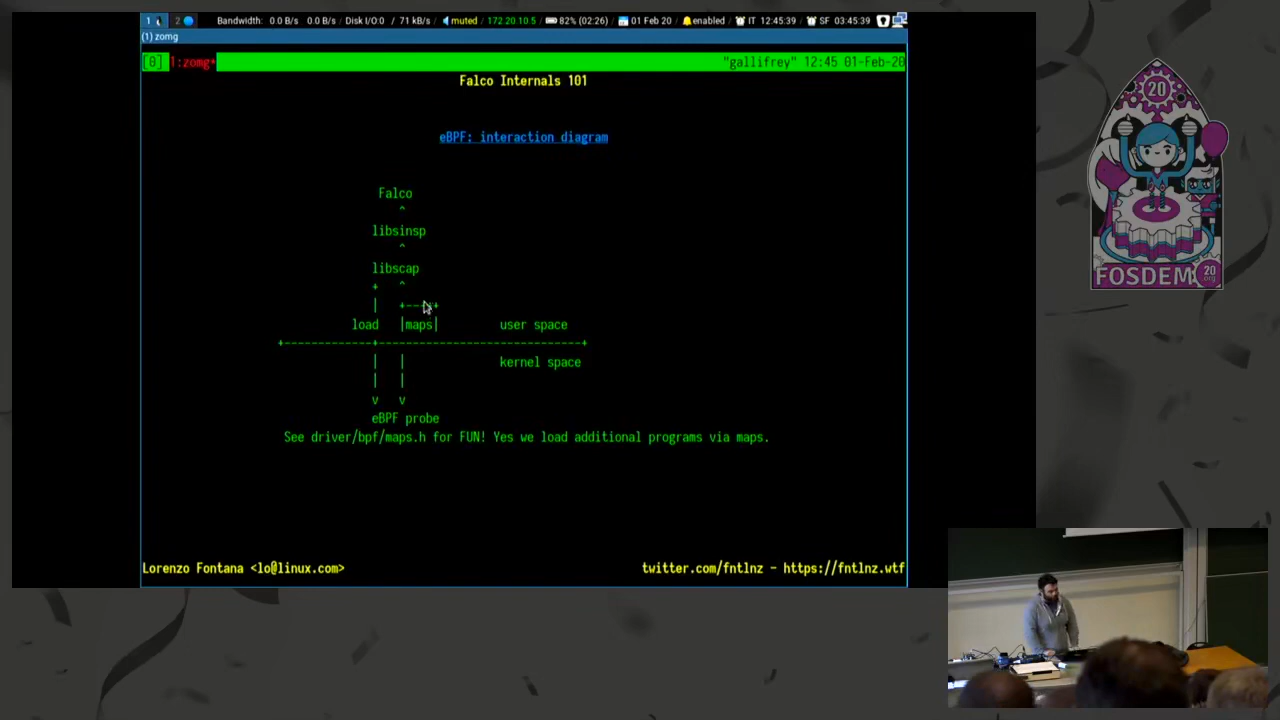 1 2 Bandwidth: 0.0 B/s 0.0 B/s Disk I/O:0 / 71 kB/s muted 172.20.10.5 82% (02:26) 01 Feb 20 enabled IT 12:45:39 SF 03:45:39
(1) zomg
[0] 1:zomg* "gallifrey" 12:45 01-Feb-20
Falco Internals 101
eBPF: interaction diagram
Falco
^
libsinsp
^
libscap
+ ^
| +----+
load |maps| user space
+-------------+------------------------------+
| | kernel space
| |
v v
eBPF probe
See driver/bpf/maps.h for FUN! Yes we load additional programs via maps.
Lorenzo Fontana <lo@linux.com> twitter.com/fntlnz - https://fntlnz.wtf
20
FOSDEM 20
.org